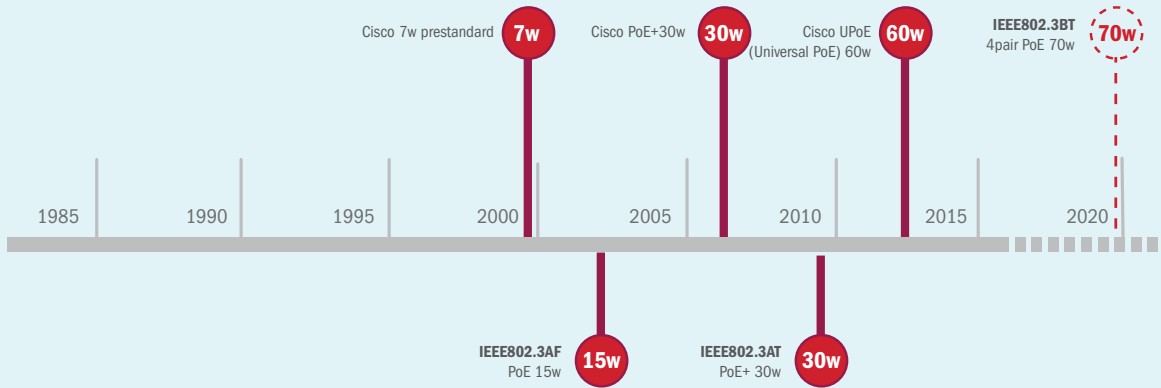 Cisco 7w prestandard
7w
Cisco PoE+30w
30w
Cisco UPoE
(Universal PoE) 60w
60w
IEEE802.3BT
4pair PoE 70w
70w
1985
1990
1995
2000
2005
2010
2015
2020
IEEE802.3AF
PoE 15w
15w
IEEE802.3AT
PoE+ 30w
30w